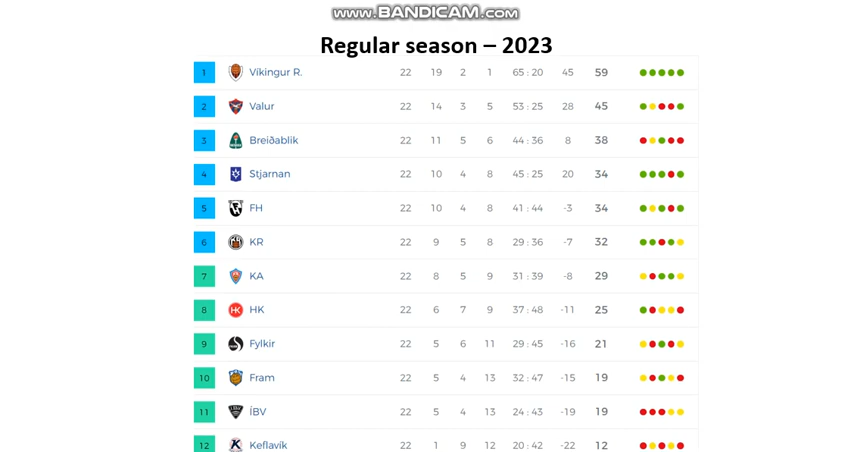 www.BANDICAM.com
Regular season – 2023
1 Víkingur R. 22 19 2 1 65 : 20 45 59
2 Valur 22 14 3 5 53 : 25 28 45
3 Breiðablik 22 11 5 6 44 : 36 8 38
4 Stjarnan 22 10 4 8 45 : 25 20 34
5 FH 22 10 4 8 41 : 44 -3 34
6 KR 22 9 5 8 29 : 36 -7 32
7 KA 22 8 5 9 31 : 39 -8 29
8 HK 22 6 7 9 37 : 48 -11 25
9 Fylkir 22 5 6 11 29 : 45 -16 21
10 Fram 22 5 4 13 32 : 47 -15 19
11 ÍBV 22 5 4 13 24 : 43 -19 19
12 Keflavík 22 1 9 12 20 : 42 -22 12